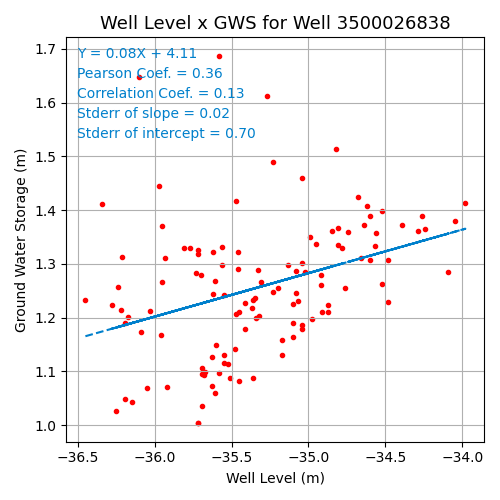 Well Level x GWS for Well 3500026838
Y = 0.08X + 4.11
Pearson Coef. = 0.36
Correlation Coef. = 0.13
Stderr of slope = 0.02
Stderr of intercept = 0.70
Ground Water Storage (m)
1.7
1.6
1.5
1.4
1.3
1.2
1.1
1.0
−36.5 −36.0 −35.5 −35.0 −34.5 −34.0
Well Level (m)